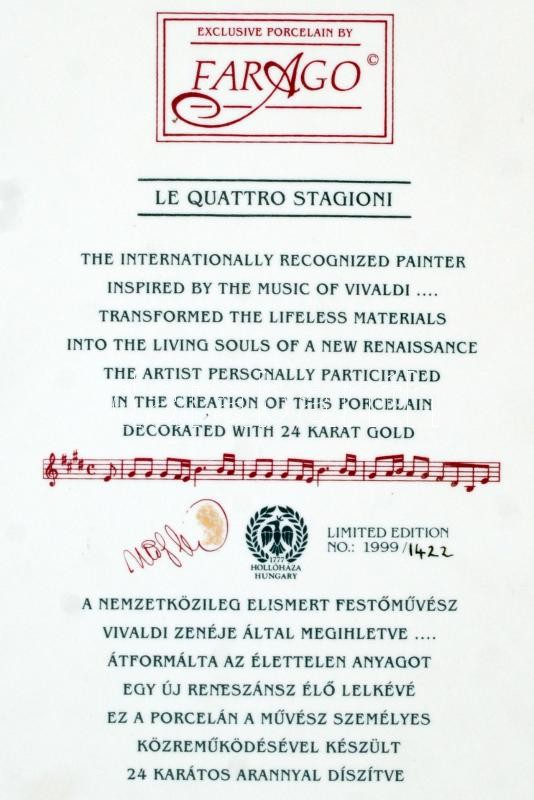 EXCLUSIVE PORCELAIN BY
FARAGO ©
LE QUATTRO STAGIONI
THE INTERNATIONALLY RECOGNIZED PAINTER
INSPIRED BY THE MUSIC OF VIVALDI ....
TRANSFORMED THE LIFELESS MATERIALS
INTO THE LIVING SOULS OF A NEW RENAISSANCE
THE ARTIST PERSONALLY PARTICIPATED
IN THE CREATION OF THIS PORCELAIN
DECORATED WITH 24 KARAT GOLD
1777
HOLLÓHÁZA
HUNGARY
LIMITED EDITION
NO.: 1999/1422
A NEMZETKÖZILEG ELISMERT FESTŐMŰVÉSZ
VIVALDI ZENÉJE ÁLTAL MEGIHLETVE ....
ÁTFORMÁLTA AZ ÉLETTELEN ANYAGOT
EGY ÚJ RENESZÁNSZ ÉLŐ LELKÉVÉ
EZ A PORCELÁN A MŰVÉSZ SZEMÉLYES
KÖZREMŰKÖDÉSÉVEL KÉSZÜLT
24 KARÁTOS ARANNYAL DÍSZÍTVE